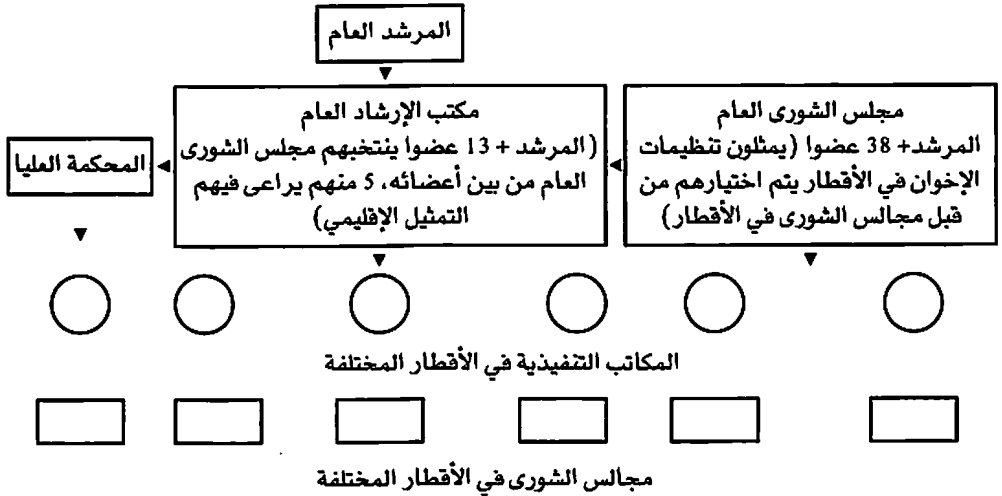 المرشد العام
مجلس الشورى العام
المرشد+ 38 عضوا (يمثلون تنظيمات
الإخوان في الأقطار يتم اختيارهم من
قبل مجالس الشورى في الأقطار)
مكتب الإرشاد العام
(المرشد + 13 عضوا ينتخبهم مجلس الشورى
العام من بين أعضائه، 5 منهم يراعى فيهم
التمثيل الإقليمي)
المحكمة العليا
المكاتب التنفيذية في الأقطار المختلفة
مجالس الشورى في الأقطار المختلفة